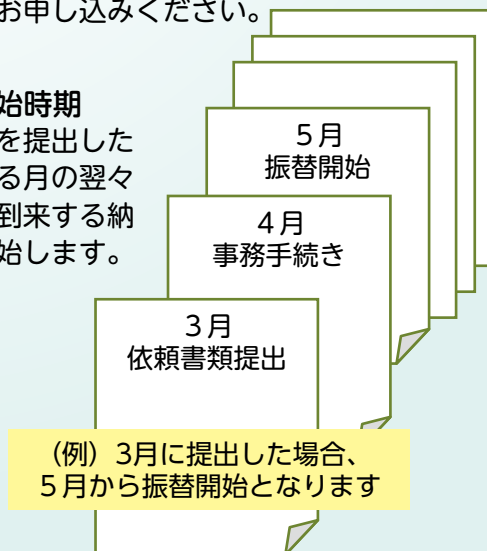 お申し込みください。
始時期
を提出した
る月の翌々
到来する納
始します。
５月
振替開始
４月
事務手続き
３月
依頼書類提出
（例）3月に提出した場合、
５月から振替開始となります